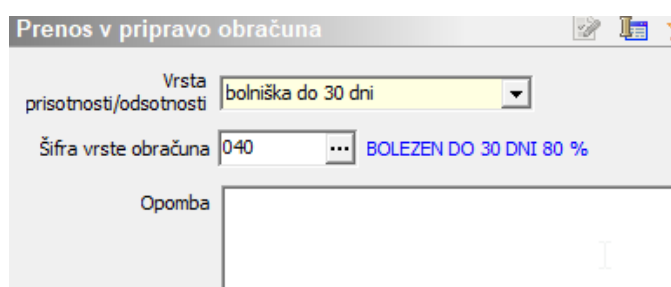 Prenos v pripravo obračuna
Vrsta
prisotnosti/odsotnosti
bolniška do 30 dni
Šifra vrste obračuna 040 ... BOLEZEN DO 30 DNI 80 %
Opomba